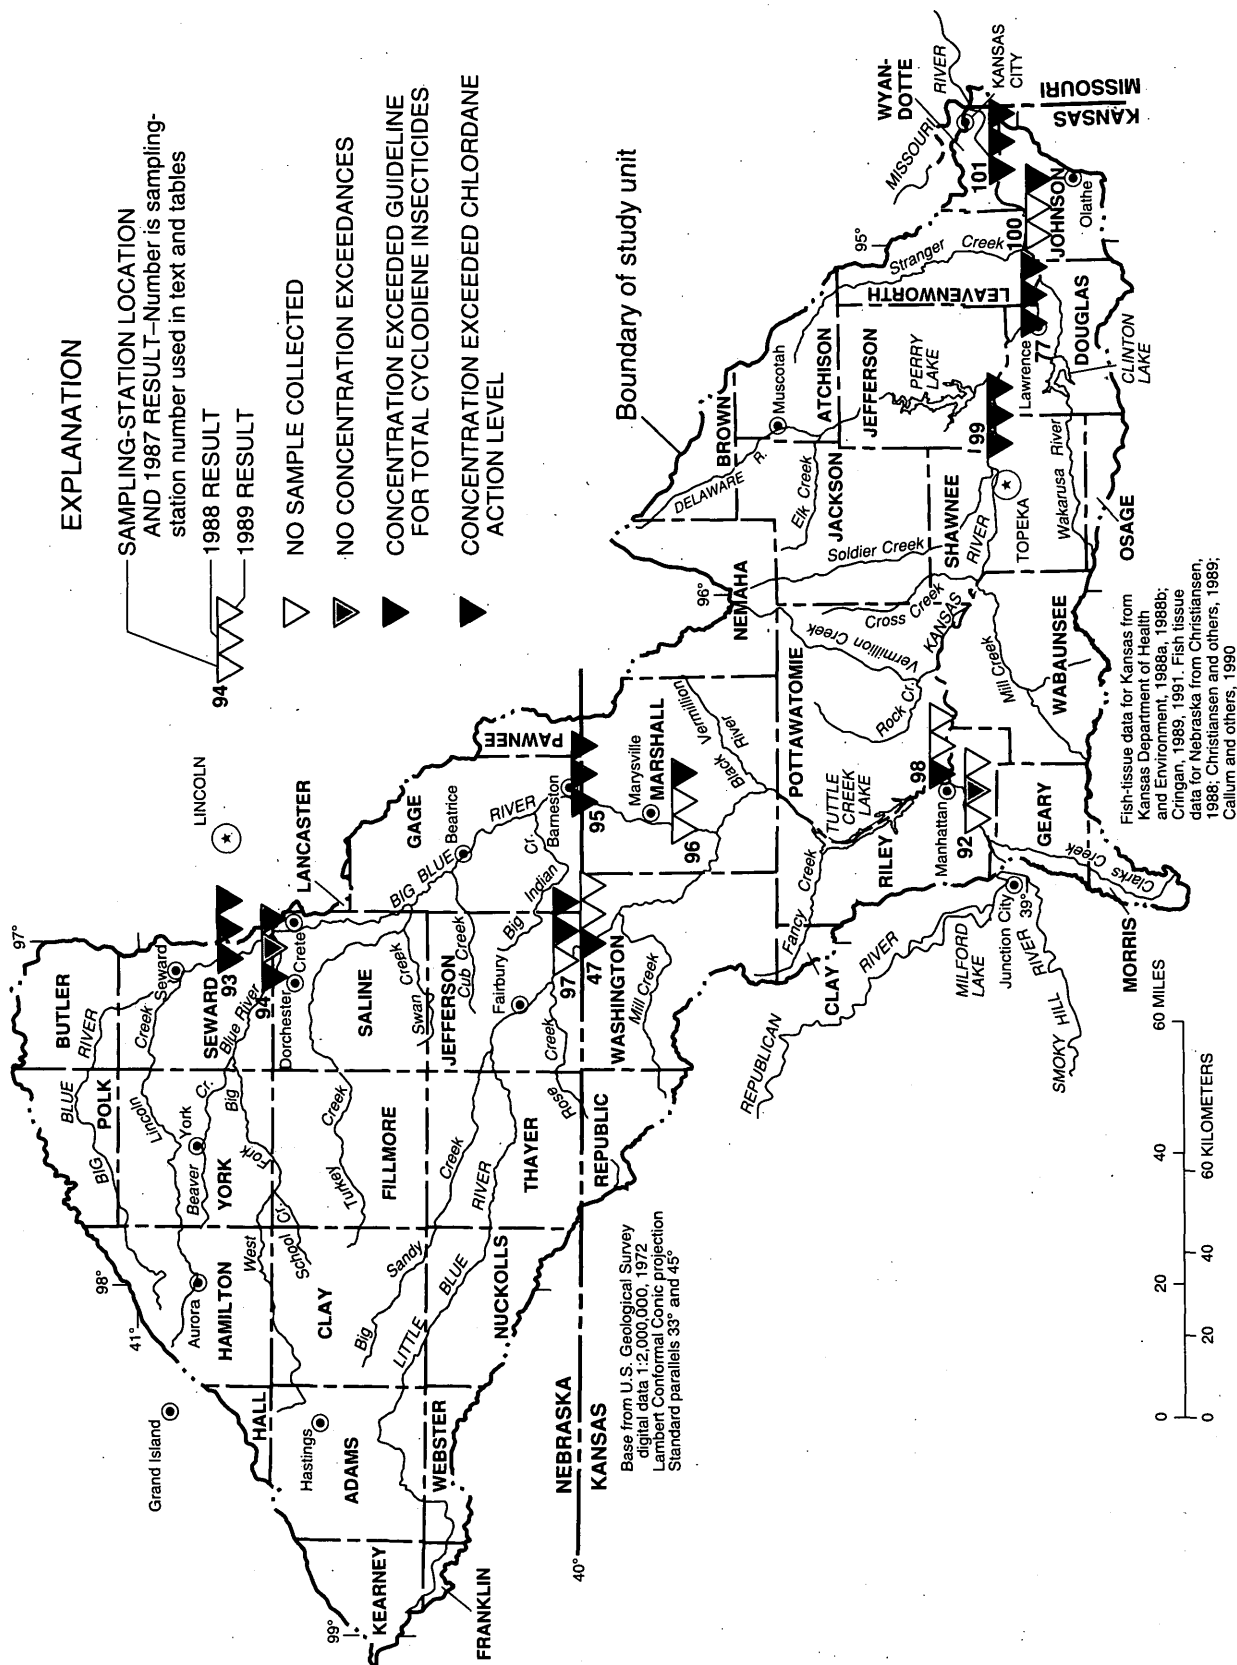 EXPLANATION
SAMPLING-STATION LOCATION
AND 1987 RESULT–Number is sampling-
station number used in text and tables
94
1988 RESULT
1989 RESULT
NO SAMPLE COLLECTED
NO CONCENTRATION EXCEEDANCES
CONCENTRATION EXCEEDED GUIDELINE
FOR TOTAL CYCLODIENE INSECTICIDES
CONCENTRATION EXCEEDED CHLORDANE
ACTION LEVEL
Boundary of study unit
99°
98°
97°
96°
95°
41°
40°
39°
Grand Island
Aurora
York
Seward
LINCOLN
Hastings
Dorchester
Crete
Beatrice
Fairbury
Barneston
Marysville
Manhattan
Junction City
TOPEKA
Lawrence
Muscotah
Olathe
KANSAS
CITY
BUTLER
POLK
SEWARD
YORK
HAMILTON
HALL
ADAMS
CLAY
FILLMORE
SALINE
LANCASTER
GAGE
PAWNEE
JEFFERSON
THAYER
NUCKOLLS
WEBSTER
KEARNEY
FRANKLIN
NEBRASKA
KANSAS
REPUBLIC
WASHINGTON
MARSHALL
NEMAHA
BROWN
ATCHISON
JACKSON
JEFFERSON
LEAVENWORTH
WYAN-
DOTTE
JOHNSON
DOUGLAS
SHAWNEE
OSAGE
WABAUNSEE
POTTAWATOMIE
RILEY
GEARY
CLAY
MORRIS
KANSAS
MISSOURI
BIG
BLUE
RIVER
Lincoln
Creek
Beaver
Cr.
West
Fork
Big
Blue River
School
Cr.
Turkey
Creek
Swan
Creek
Cub Creek
BIG BLUE
RIVER
Big
Indian
Cr.
Big
Sandy
Creek
LITTLE
BLUE
RIVER
Rose
Creek
Mill Creek
Black Vermillion
River
Fancy
Creek
TUTTLE
CREEK
LAKE
REPUBLICAN
RIVER
MILFORD
LAKE
SMOKY HILL
RIVER
Clarks
Creek
Rock Cr.
Vermillion Creek
Cross Creek
Mill Creek
KANSAS
RIVER
Soldier Creek
Elk Creek
DELAWARE
R.
PERRY
LAKE
Wakarusa River
CLINTON
LAKE
Stranger
Creek
MISSOURI
RIVER
93
94
97
47
95
96
98
92
99
77
100
101
Base from U.S. Geological Survey
digital data 1:2,000,000, 1972
Lambert Conformal Conic projection
Standard parallels 33° and 45°
0 20 40 60 MILES
0 20 40 60 KILOMETERS
Fish-tissue data for Kansas from
Kansas Department of Health
and Environment, 1988a, 1988b;
Cringan, 1989, 1991. Fish tissue
data for Nebraska from Christiansen,
1988; Christiansen and others, 1989;
Callum and others, 1990